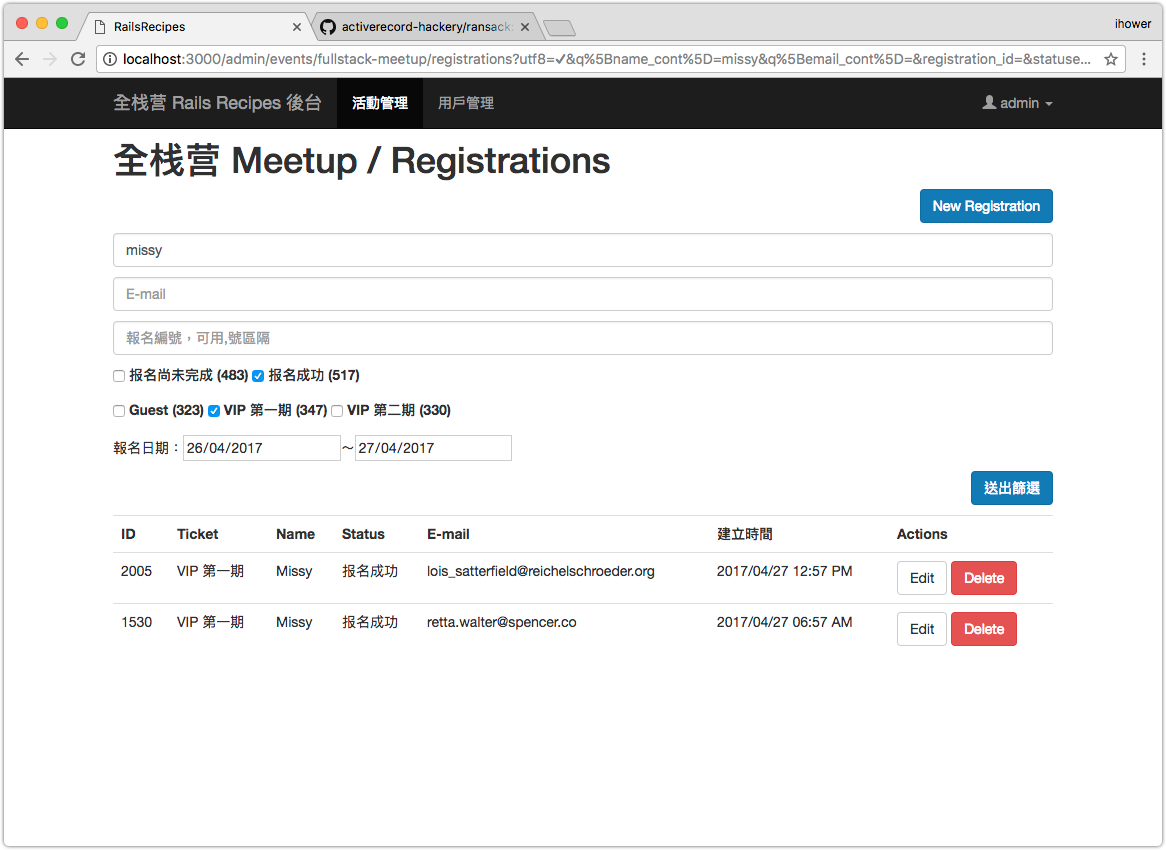 RailsRecipes
activerecord-hackery/ransack:
ihower
localhost:3000/admin/events/fullstack-meetup/registrations?utf8=✓&q%5Bname_cont%5D=missy&q%5Bemail_cont%5D=&registration_id=&statuse...
全栈营 Rails Recipes 後台 活動管理 用戶管理 admin
全栈营 Meetup / Registrations
New Registration
missy
E-mail
報名編號，可用,號區隔
报名尚未完成 (483) 报名成功 (517)
Guest (323) VIP 第一期 (347) VIP 第二期 (330)
報名日期：26/04/2017 ～ 27/04/2017
送出篩選
ID Ticket Name Status E-mail 建立時間 Actions
2005 VIP 第一期 Missy 报名成功 lois_satterfield@reichelschroeder.org 2017/04/27 12:57 PM Edit Delete
1530 VIP 第一期 Missy 报名成功 retta.walter@spencer.co 2017/04/27 06:57 AM Edit Delete